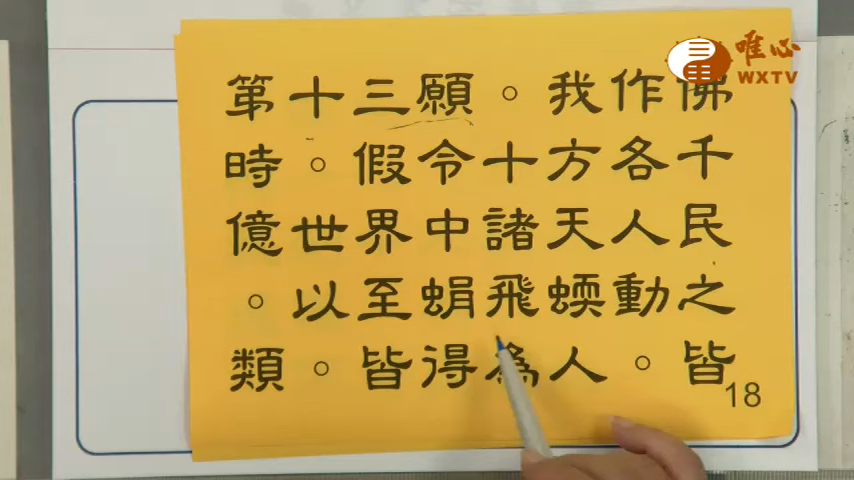 唯心
WXTV
第十三願。我作佛
時。假令十方各千
億世界中諸天人民
。以至蜎飛蝡動之
類。皆得為人。皆
18